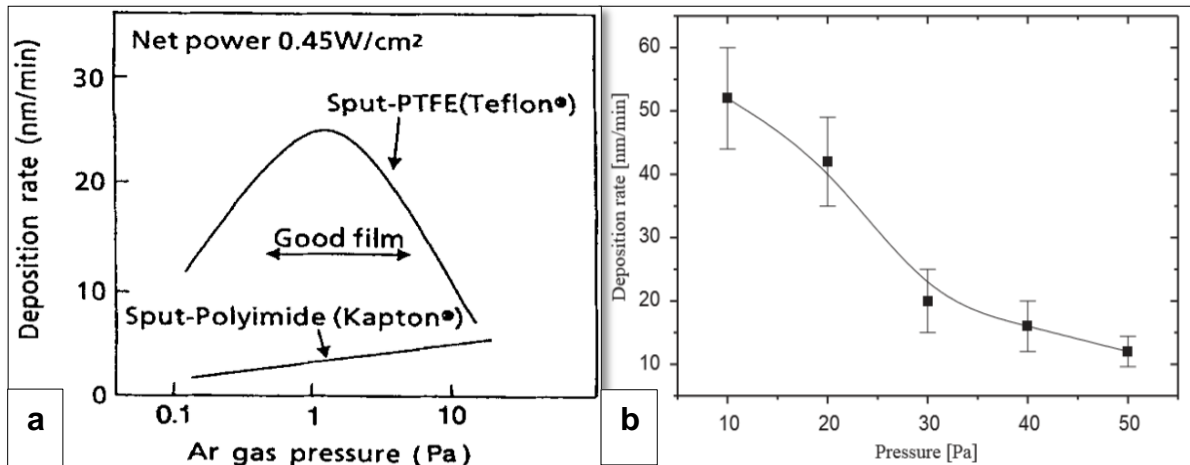 Net power 0.45W/cm²
Deposition rate (nm/min)
30
20
10
0
Sput-PTFE(Teflon®)
Good film
Sput-Polyimide (Kapton®)
0.1 1 10
Ar gas pressure (Pa)
a
Deposition rate [nm/min]
60
50
40
30
20
10
10 20 30 40 50
Pressure [Pa]
b